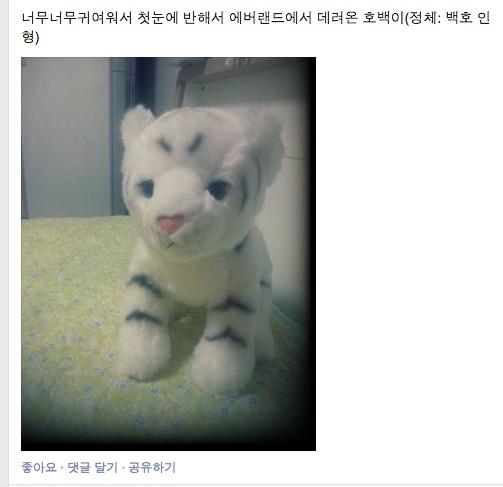 너무너무귀여워서 첫눈에 반해서 에버랜드에서 데려온 호백이(정체: 백호 인
형)
좋아요 · 댓글 달기 · 공유하기